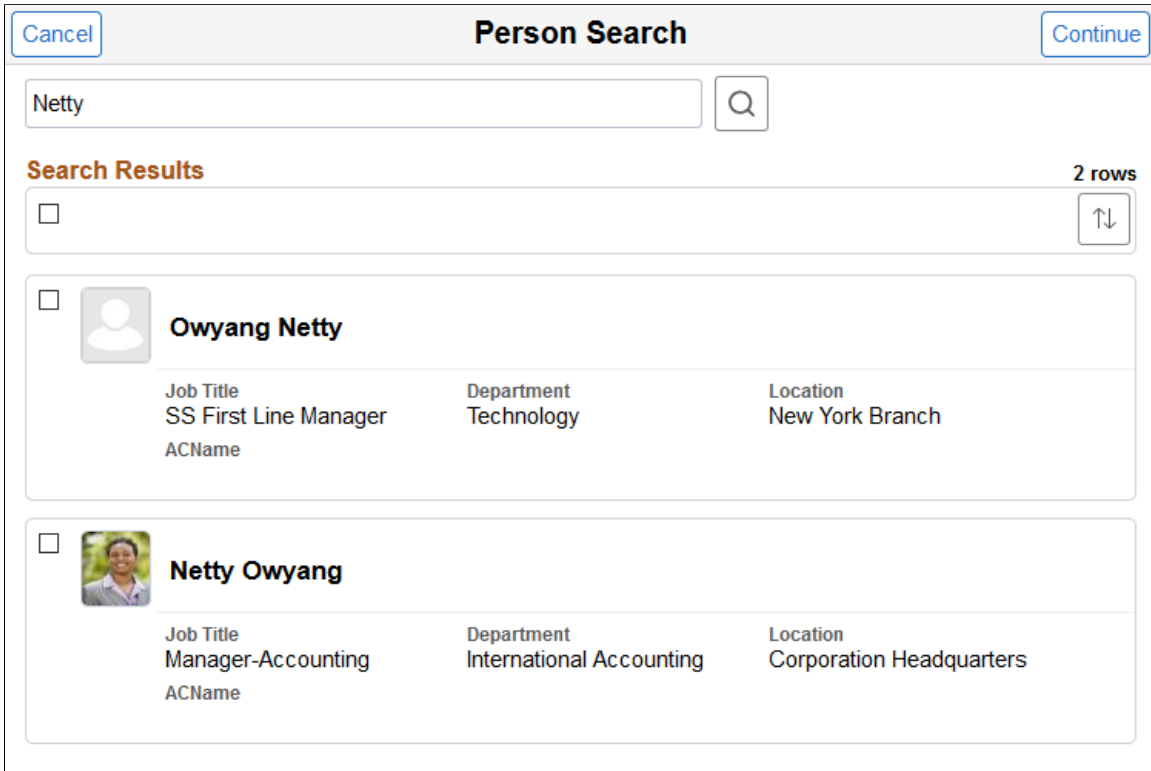 Cancel Person Search Continue
Netty
Search Results 2 rows
Owyang Netty
Job Title Department Location
SS First Line Manager Technology New York Branch
ACName
Netty Owyang
Job Title Department Location
Manager-Accounting International Accounting Corporation Headquarters
ACName